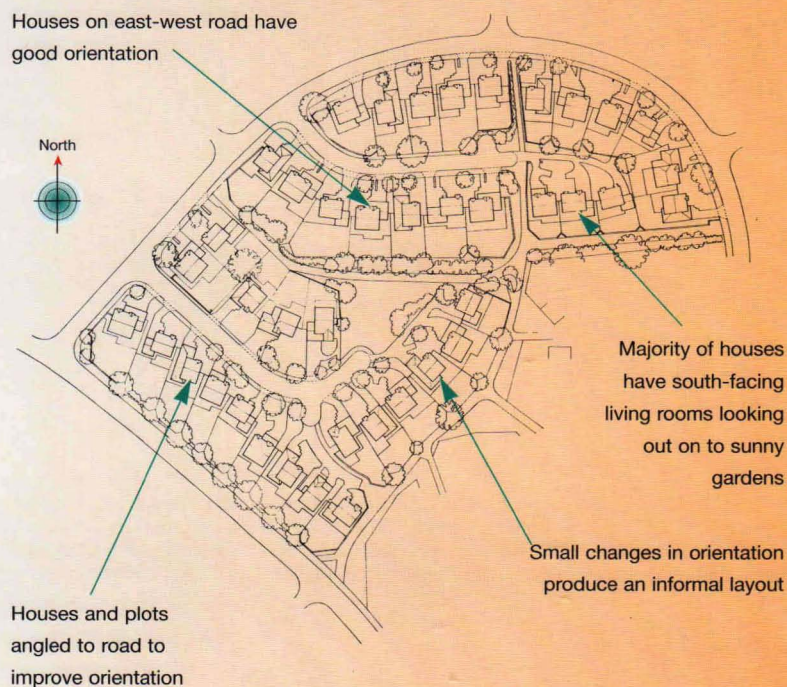 Houses on east-west road have
good orientation
North
Majority of houses
have south-facing
living rooms looking
out on to sunny
gardens
Small changes in orientation
produce an informal layout
Houses and plots
angled to road to
improve orientation